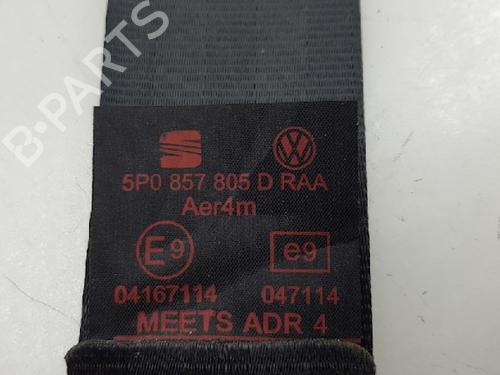 B-PARTS
5P0 857 805 D RAA
Aer4m
E9 e9
04167114 047114
MEETS ADR 4